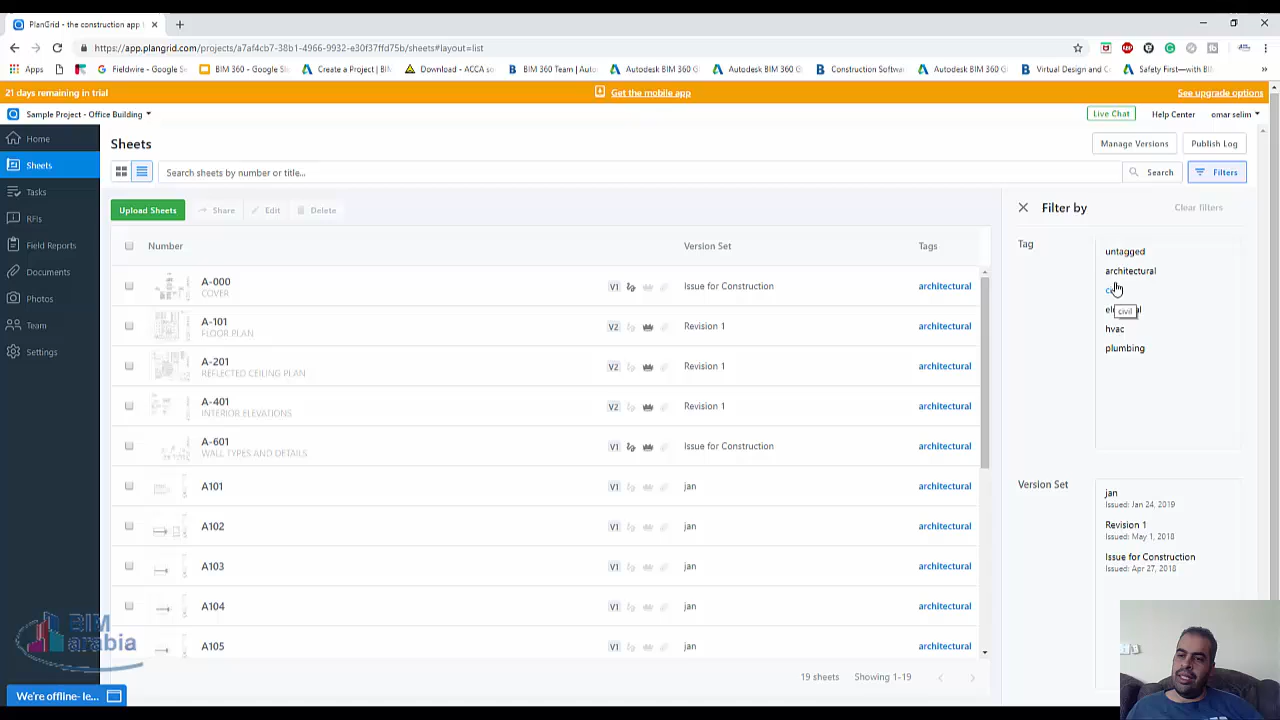 PlanGrid - the construction app
https://app.plangrid.com/projects/a7af4cb7-38b1-4966-9932-e30f37ffd75b/sheets#layout=list
Apps Fieldwire - Google S BIM 360 - Google Sli Create a Project | BIM Download - ACCA so BIM 360 Team | Auto Autodesk BIM 360 G Autodesk BIM 360 G Construction Softwa Autodesk BIM 360 G Virtual Design and Co Safety First—with BI
21 days remaining in trial Get the mobile app See upgrade options
Sample Project - Office Building Live Chat Help Center omar selim
Home
Sheets
Tasks
RFIs
Field Reports
Documents
Photos
Team
Settings
Sheets Manage Versions Publish Log
Search sheets by number or title... Search Filters
Upload Sheets Share Edit Delete
Number Version Set Tags
A-000 V1 Issue for Construction architectural
COVER
A-101 V2 Revision 1 architectural
FLOOR PLAN
A-201 V2 Revision 1 architectural
REFLECTED CEILING PLAN
A-401 V2 Revision 1 architectural
INTERIOR ELEVATIONS
A-601 V1 Issue for Construction architectural
WALL TYPES AND DETAILS
A101 V1 jan architectural
A102 V1 jan architectural
A103 V1 jan architectural
A104 V1 jan architectural
A105 V1 jan architectural
19 sheets Showing 1-19
Filter by Clear filters
Tag
untagged
architectural
civil
hvac
plumbing
Version Set
jan
Issued: Jan 24, 2019
Revision 1
Issued: May 1, 2018
Issue for Construction
Issued: Apr 27, 2018
BIM
arabia
We're offline- le...